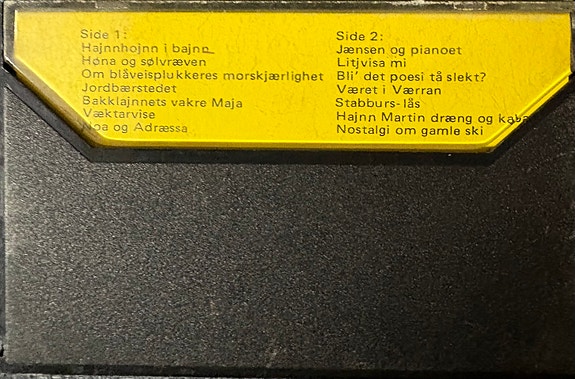 Side 1:
Hajnnhojnn i bajnn
Høna og sølvræven
Om blåveisplukkeres morskjærlighet
Jordbærstedet
Bakklajnnets vakre Maja
Væktarvise
Noa og Adræssa
Side 2:
Jænsen og pianoet
Litjvisa mi
Bli' det poesi tå slekt?
Været i Værran
Stabburs-lås
Hajnn Martin dræng og
Nostalgi om gamle ski